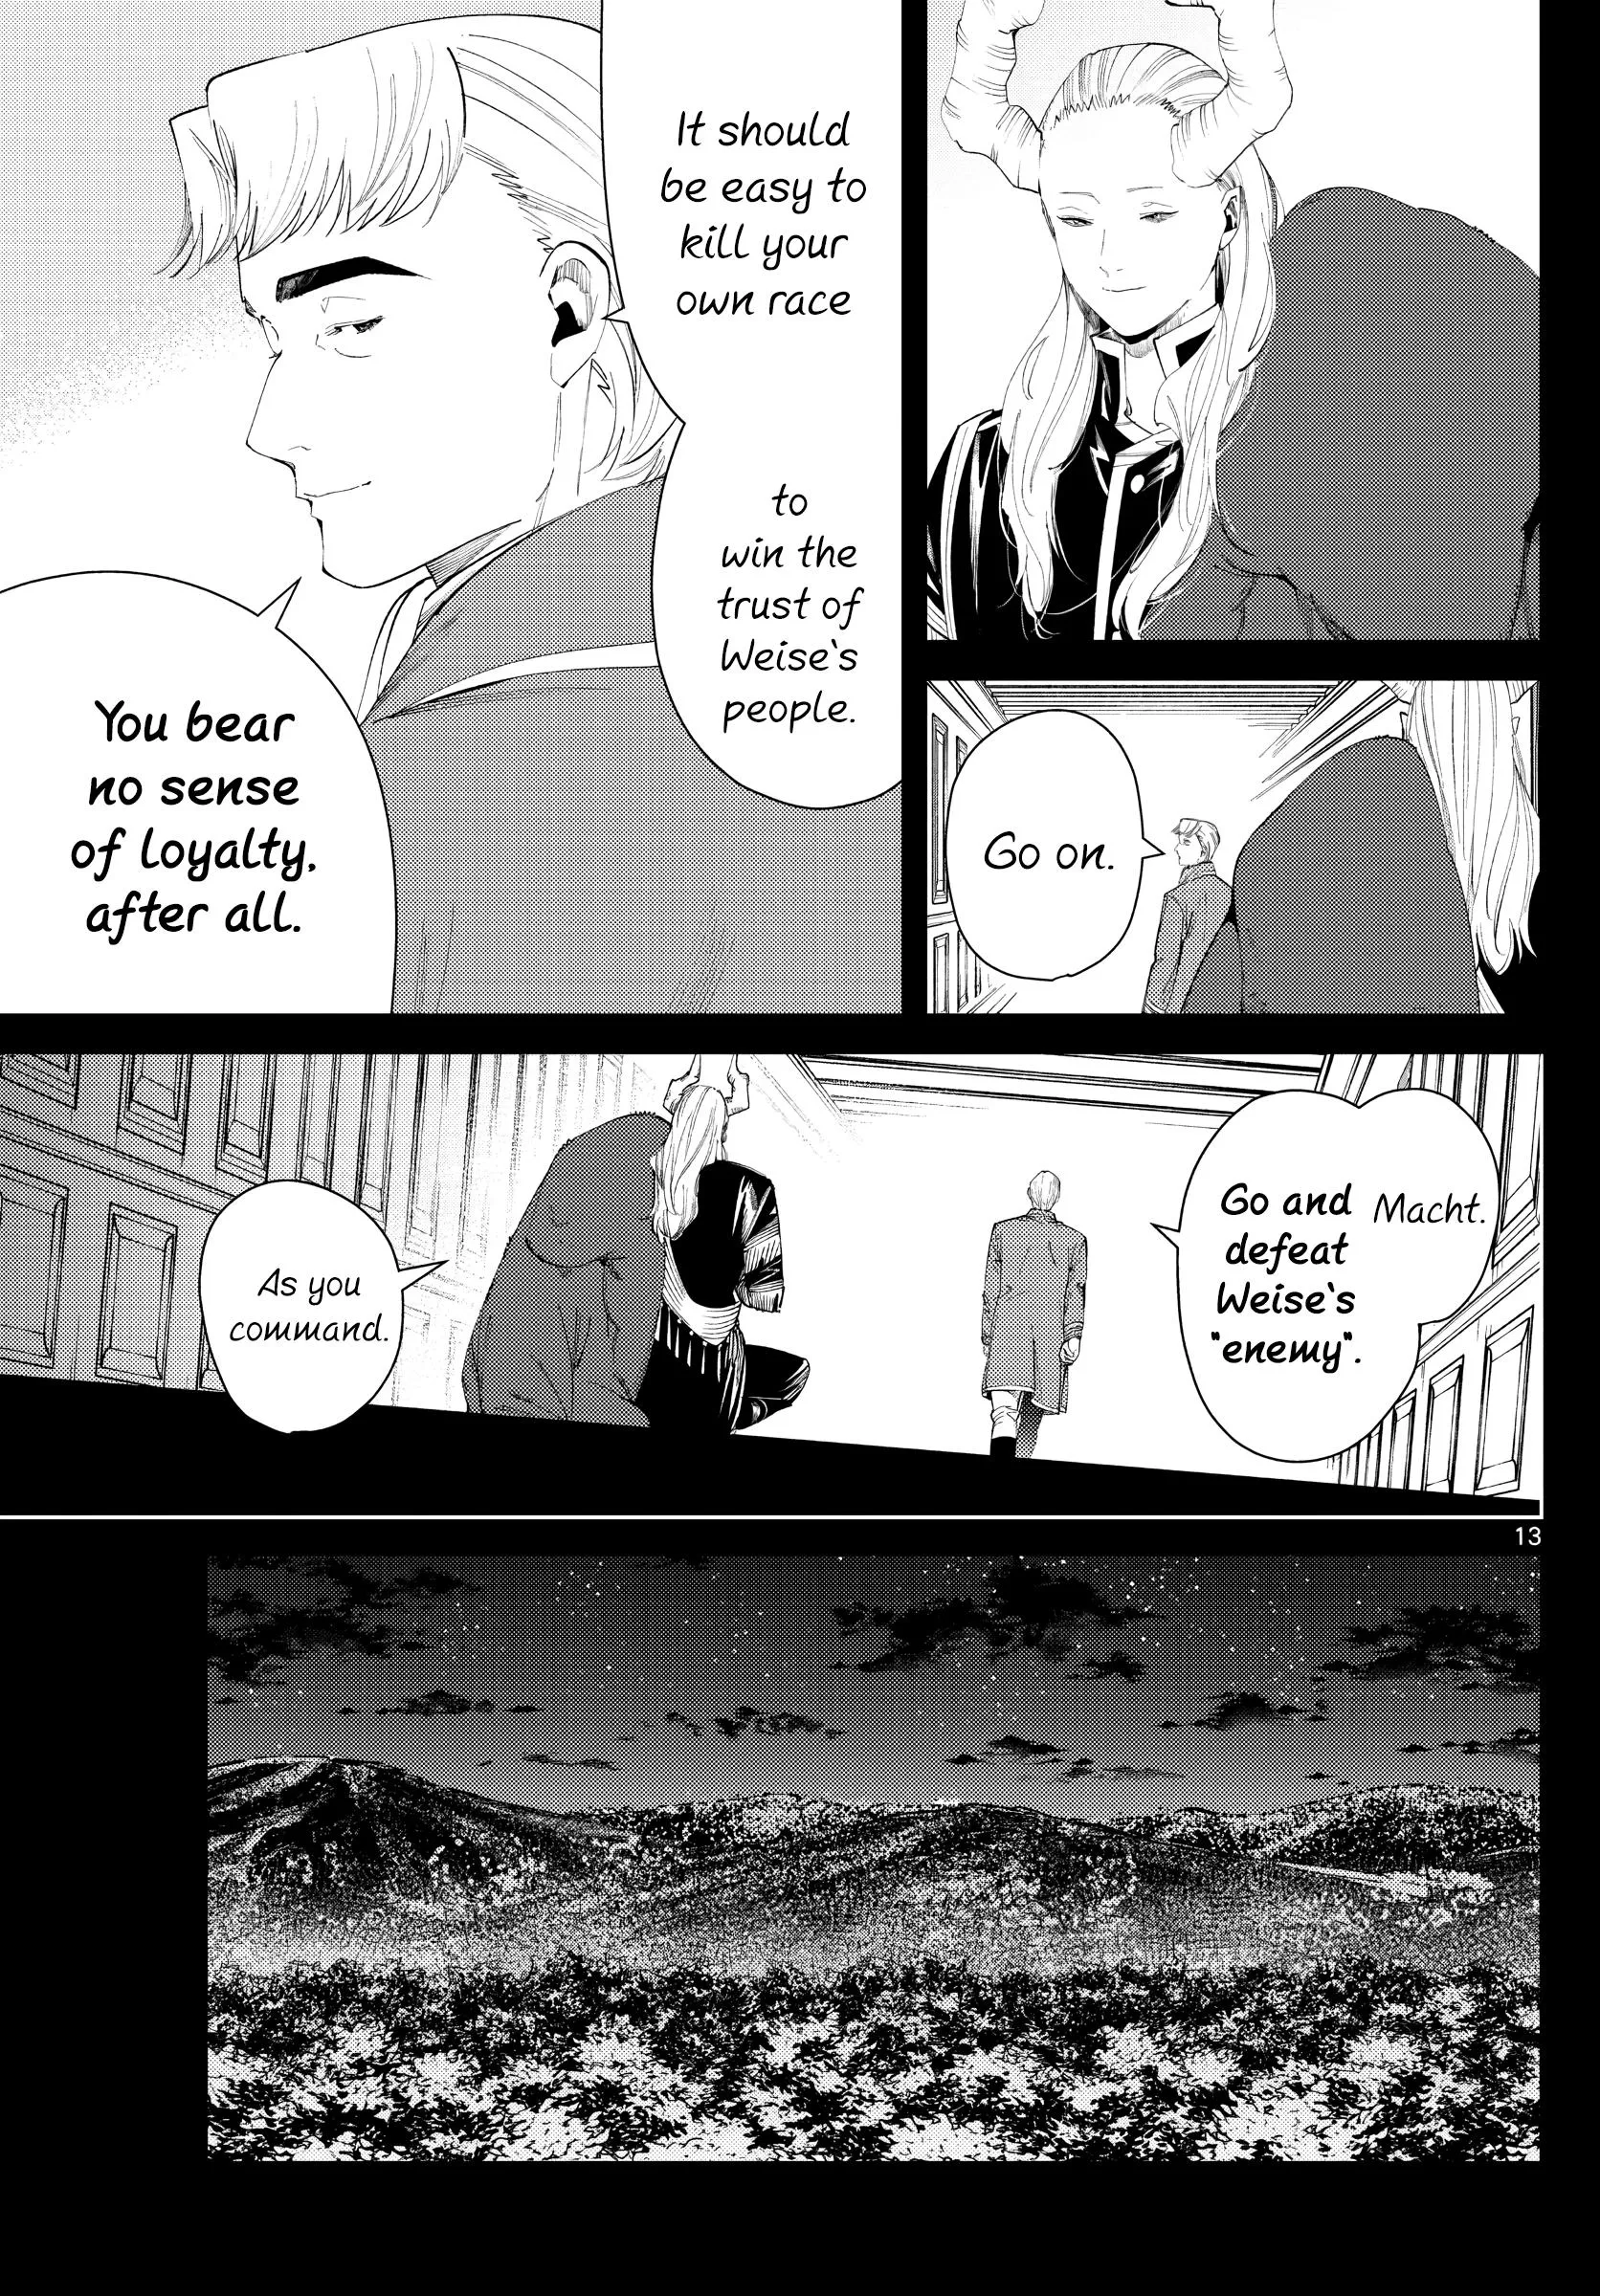 Go on.
It should
be easy to
kill your
own race
to
win the
trust of
Weise's
people.
You bear
no sense
of loyalty,
after all.
Macht.
Go and
defeat
Weise's
"enemy".
As you
command.
13